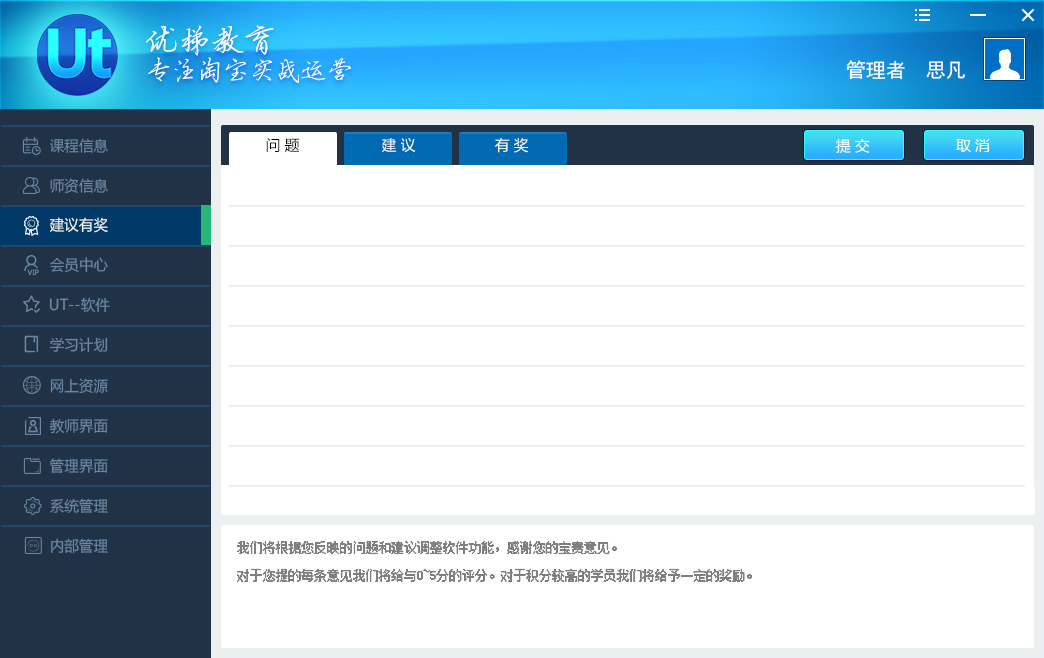 Ut
优梯教育
专注淘宝实战运营
管理者 思凡
课程信息
师资信息
建议有奖
会员中心
UT--软件
学习计划
网上资源
教师界面
管理界面
系统管理
内部管理
问题 建议 有奖 提交 取消
我们将根据您反映的问题和建议调整软件功能，感谢您的宝贵意见。
对于您提的每条意见我们将给与0~5分的评分。对于积分较高的学员我们将给予一定的奖励。
VIP